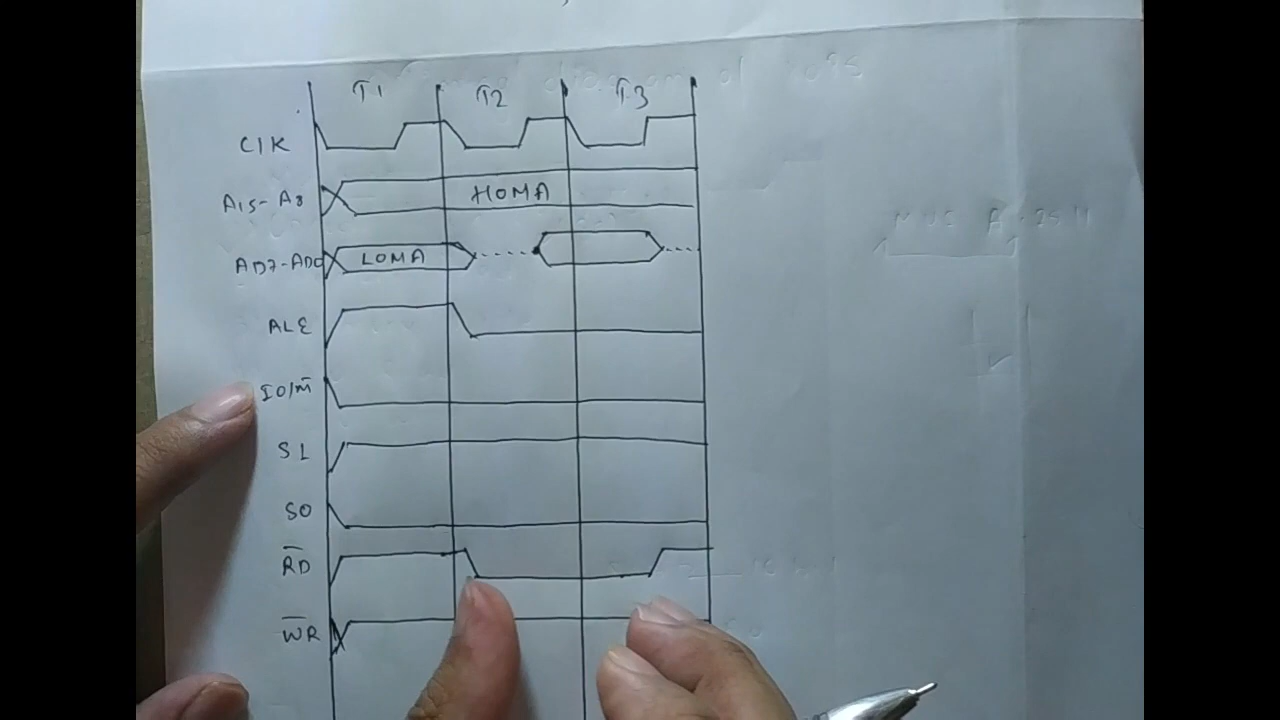 T1 T2 T3
CLK
A15-A8 HOMA
AD7-AD0 LOMA
ALE
IO/M̅
S1
S0
R̅D̅
W̅R̅